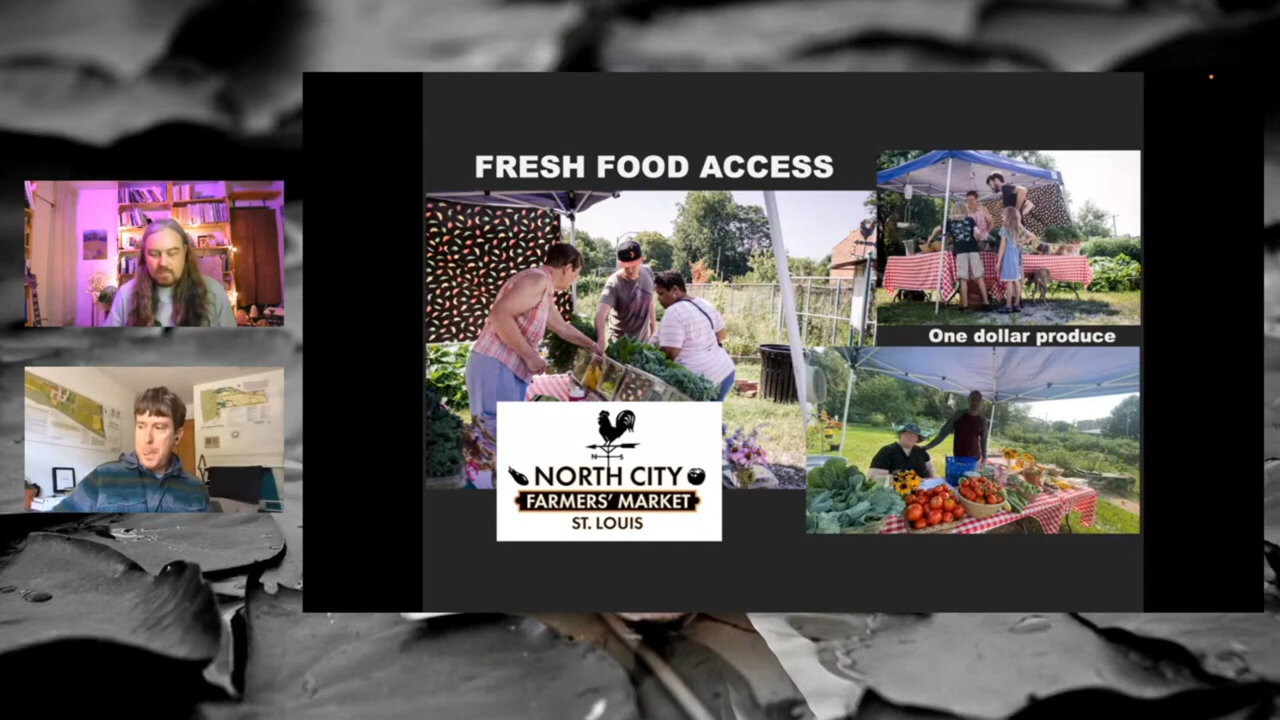 FRESH FOOD ACCESS
One dollar produce
N S
NORTH CITY
FARMERS' MARKET
ST. LOUIS